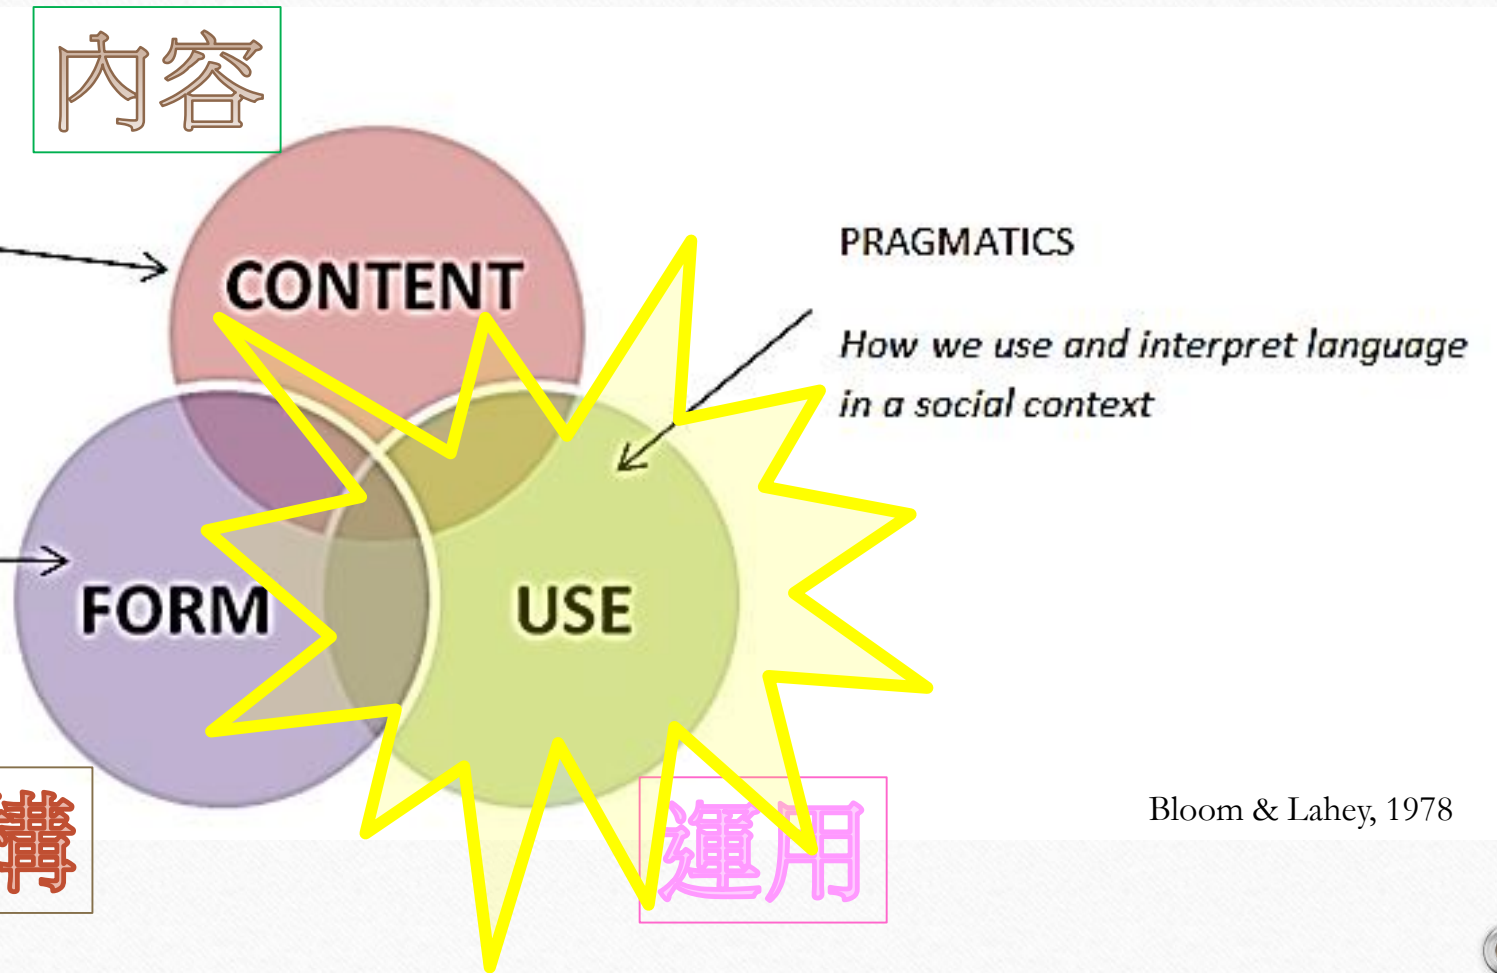 內容
CONTENT
PRAGMATICS
How we use and interpret language
in a social context
FORM
USE
構
運用
Bloom & Lahey, 1978